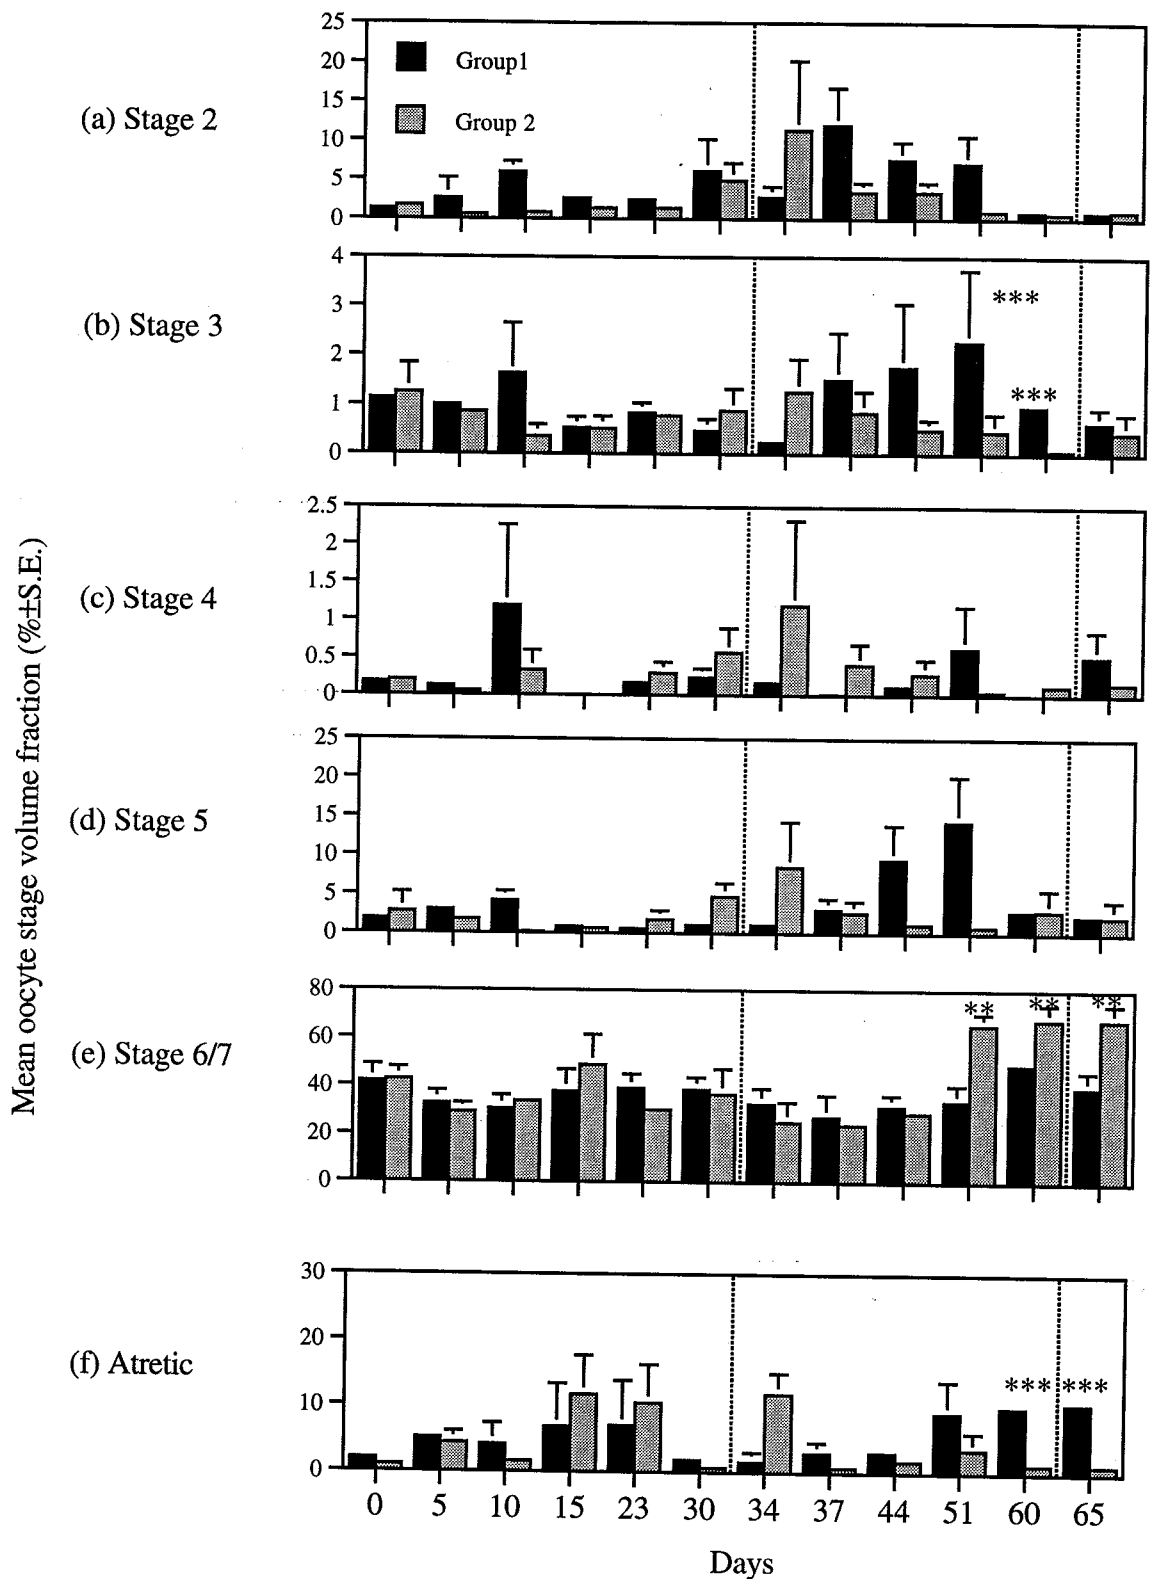 25
20
15
10
5
0
Group1
Group 2
(a) Stage 2
4
3
2
1
0
(b) Stage 3
***
***
2.5
2
1.5
1
0.5
0
(c) Stage 4
25
20
15
10
5
0
(d) Stage 5
80
60
40
20
0
(e) Stage 6/7
** ** **
30
20
10
0
(f) Atretic
*** ***
0 5 10 15 23 30 34 37 44 51 60 65
Days
Mean oocyte stage volume fraction (%±S.E.)